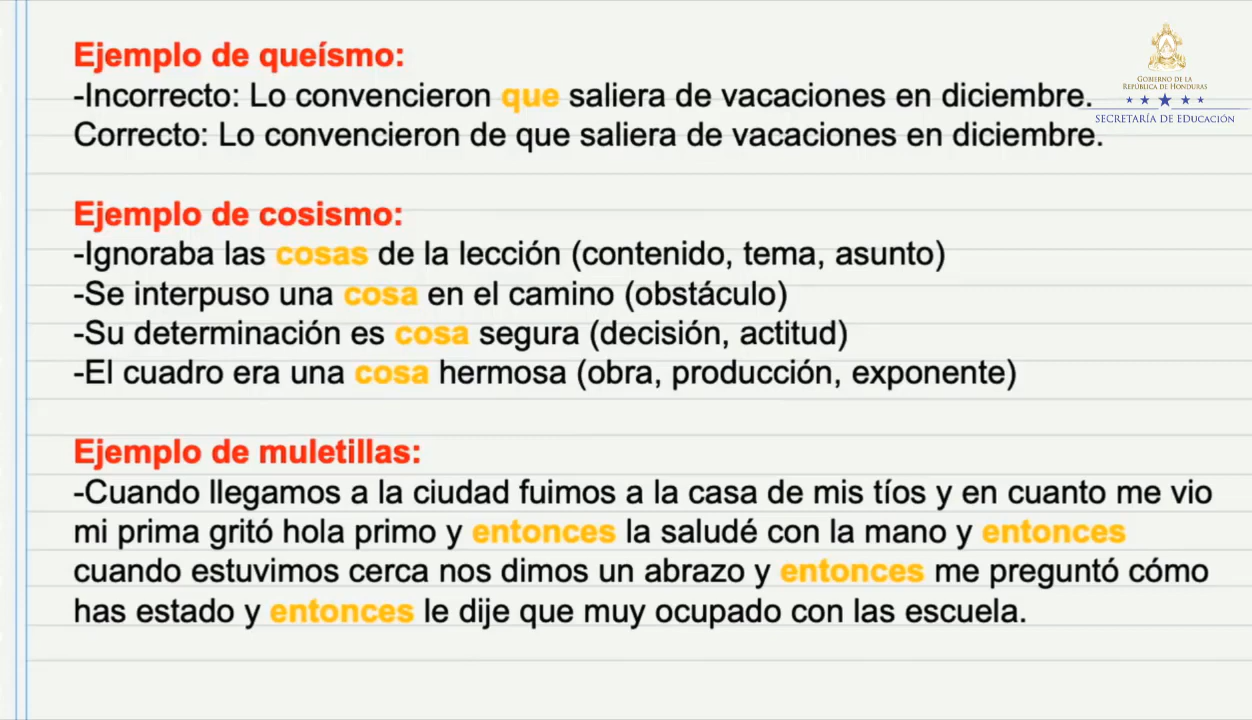 Ejemplo de queísmo:
-Incorrecto: Lo convencieron que saliera de vacaciones en diciembre.
Correcto: Lo convencieron de que saliera de vacaciones en diciembre.
GOBIERNO DE LA
REPÚBLICA DE HONDURAS
SECRETARÍA DE EDUCACIÓN
Ejemplo de cosismo:
-Ignoraba las cosas de la lección (contenido, tema, asunto)
-Se interpuso una cosa en el camino (obstáculo)
-Su determinación es cosa segura (decisión, actitud)
-El cuadro era una cosa hermosa (obra, producción, exponente)
Ejemplo de muletillas:
-Cuando llegamos a la ciudad fuimos a la casa de mis tíos y en cuanto me vio
mi prima gritó hola primo y entonces la saludé con la mano y entonces
cuando estuvimos cerca nos dimos un abrazo y entonces me preguntó cómo
has estado y entonces le dije que muy ocupado con las escuela.